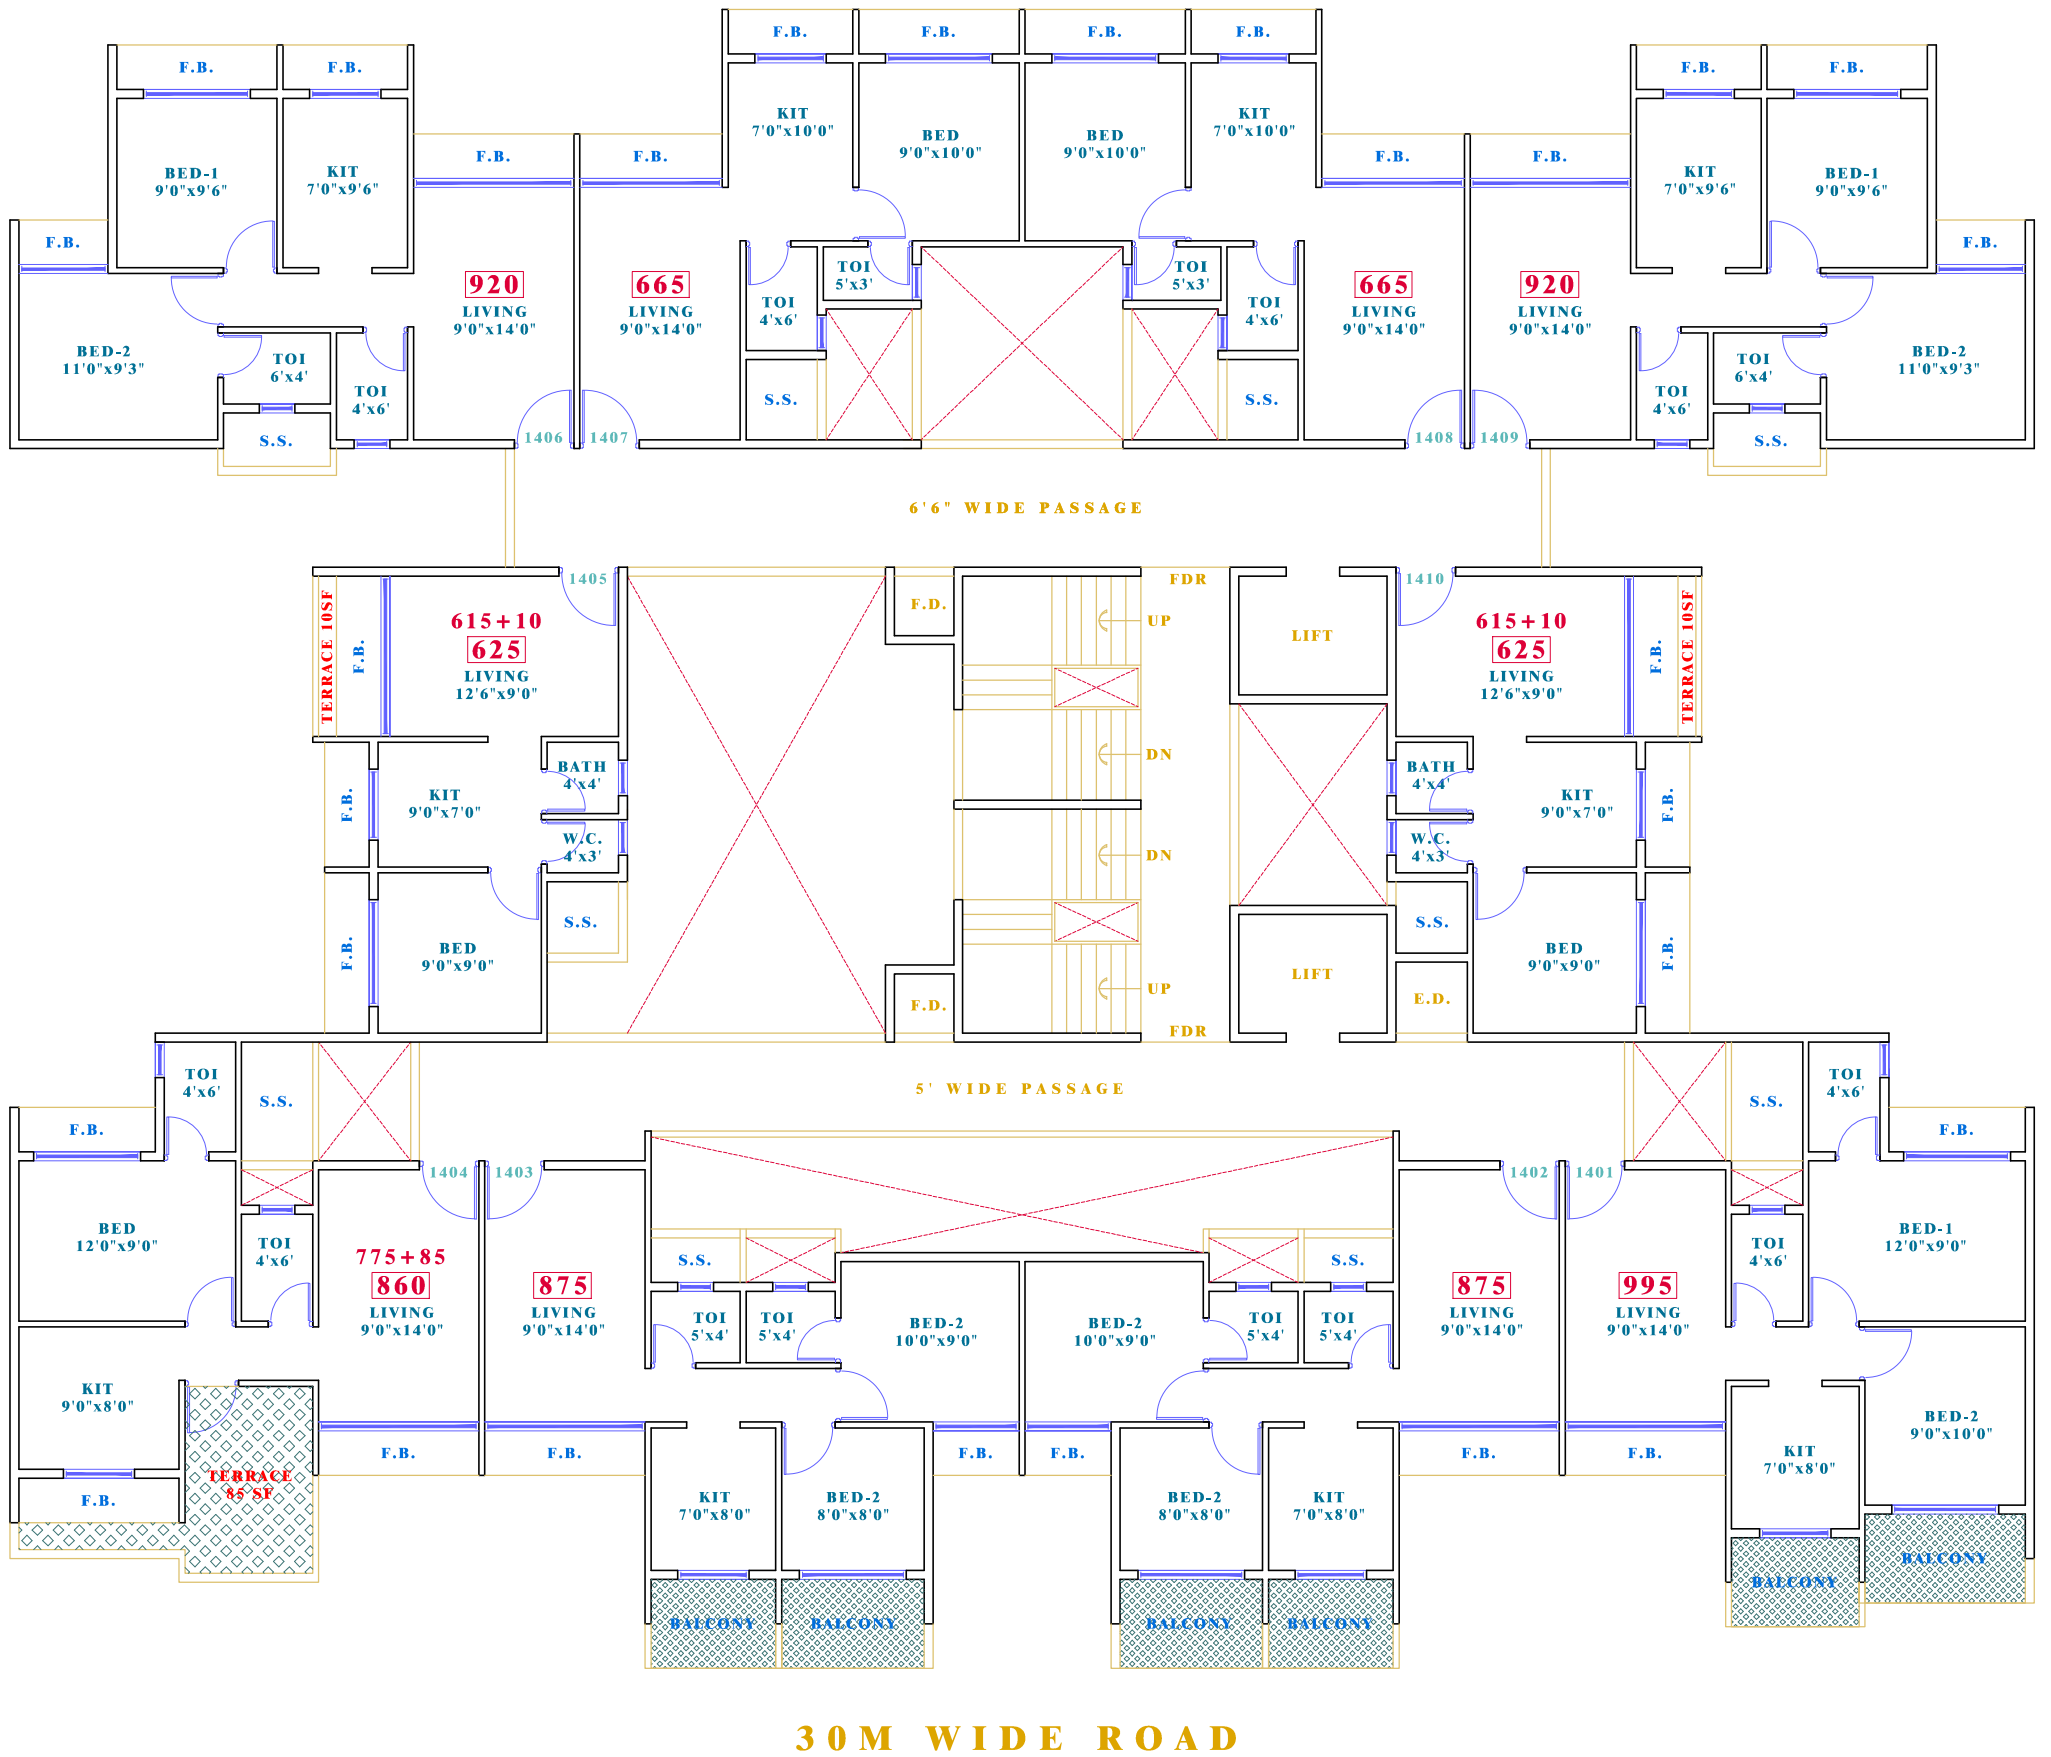 F.B.
F.B.
F.B.
F.B.
F.B.
F.B.
F.B.
F.B.
KIT
7'0"x10'0"
BED
9'0"x10'0"
BED
9'0"x10'0"
KIT
7'0"x10'0"
F.B.
F.B.
F.B.
F.B.
BED-1
9'0"x9'6"
KIT
7'0"x9'6"
KIT
7'0"x9'6"
BED-1
9'0"x9'6"
F.B.
F.B.
TOI
5'x3'
TOI
5'x3'
920
LIVING
9'0"x14'0"
665
LIVING
9'0"x14'0"
TOI
4'x6'
TOI
4'x6'
665
LIVING
9'0"x14'0"
920
LIVING
9'0"x14'0"
BED-2
11'0"x9'3"
TOI
6'x4'
TOI
4'x6'
S.S.
S.S.
TOI
4'x6'
TOI
6'x4'
BED-2
11'0"x9'3"
S.S.
1406
1407
1408
1409
S.S.
6'6" WIDE PASSAGE
1405
FDR
1410
TERRACE 10SF
F.B.
615+10
625
LIVING
12'6"x9'0"
F.D.
UP
LIFT
615+10
625
LIVING
12'6"x9'0"
F.B.
TERRACE 10SF
DN
BATH
4'x4'
BATH
4'x4'
F.B.
KIT
9'0"x7'0"
KIT
9'0"x7'0"
F.B.
W.C.
4'x3'
DN
W.C.
4'x3'
F.B.
BED
9'0"x9'0"
S.S.
S.S.
BED
9'0"x9'0"
F.B.
LIFT
UP
F.D.
E.D.
FDR
TOI
4'x6'
S.S.
5' WIDE PASSAGE
S.S.
TOI
4'x6'
F.B.
F.B.
1404
1403
1402
1401
BED
12'0"x9'0"
TOI
4'x6'
775+85
860
LIVING
9'0"x14'0"
875
LIVING
9'0"x14'0"
S.S.
S.S.
875
LIVING
9'0"x14'0"
995
LIVING
9'0"x14'0"
TOI
4'x6'
BED-1
12'0"x9'0"
TOI
5'x4'
TOI
5'x4'
BED-2
10'0"x9'0"
BED-2
10'0"x9'0"
TOI
5'x4'
TOI
5'x4'
KIT
9'0"x8'0"
BED-2
9'0"x10'0"
F.B.
F.B.
F.B.
F.B.
F.B.
F.B.
KIT
7'0"x8'0"
TERRACE
85 SF
F.B.
KIT
7'0"x8'0"
BED-2
8'0"x8'0"
BED-2
8'0"x8'0"
KIT
7'0"x8'0"
BALCONY
BALCONY
BALCONY
BALCONY
BALCONY
BALCONY
30M WIDE ROAD